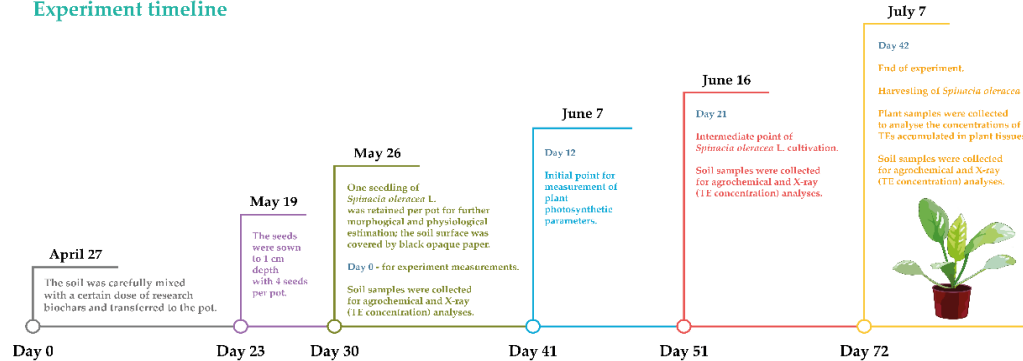 Experiment timeline
April 27
The soil was carefully mixed
with a certain dose of research
biochars and transferred to the pot.
May 19
The seeds
were sown
to 1 cm
depth
with 4 seeds
per pot.
May 26
One seedling of
Spinacia oleracea L.
was retained per pot for further
morphogical and physiological
estimation; the soil surface was
covered by black opaque paper.
Day 0 - for experiment measurements.
Soil samples were collected
for agrochemical and X-ray
(TE concentration) analyses.
June 7
Day 12
Initial point for
measurement of
plant
photosynthetic
parameters.
June 16
Day 21
Intermediate point of
Spinacia oleracea L. cultivation.
Soil samples were collected
for agrochemical and X-ray
(TE concentration) analyses.
July 7
Day 42
End of experiment.
Harvesting of Spinacia oleracea
Plant samples were collected
to analyse the concentrations of
TEs accumulated in plant tissue
Soil samples were collected
for agrochemical and X-ray
(TE concentration) analyses.
Day 0
Day 23
Day 30
Day 41
Day 51
Day 72